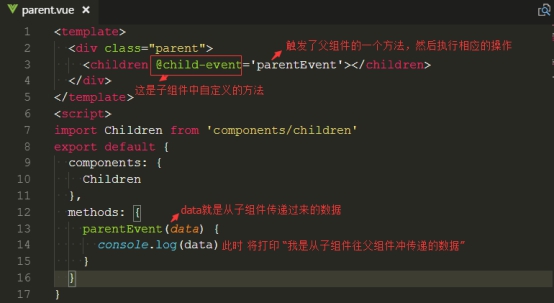 parent.vue ×
1 <template>
2 <div class="parent"> 触发了父组件的一个方法，然后执行相应的操作
3 <children @child-event='parentEvent'></children>
4 </div> 这是子组件中自定义的方法
5 </template>
6 <script>
7 import Children from 'components/children'
8 export default {
9 components: {
10 Children
11 },
12 methods: { data就是从子组件传递过来的数据
13 parentEvent(data) {
14 console.log(data) 此时 将打印 “我是从子组件往父组件冲传递的数据”
15 }
16 }
17 }